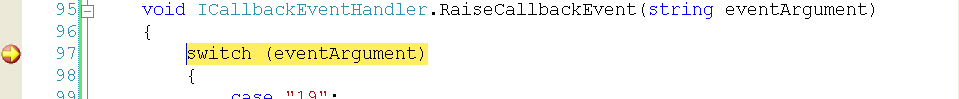 95 void ICallbackEventHandler.RaiseCallbackEvent(string eventArgument)
96 {
97 switch (eventArgument)
98 {
99 case "19":